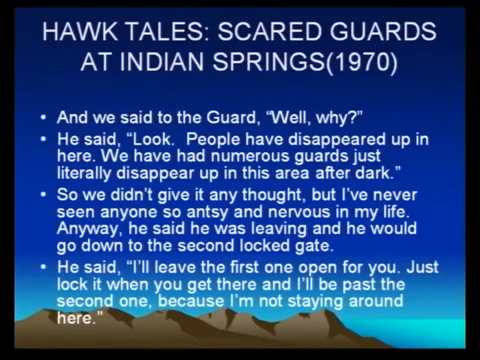 HAWK TALES: SCARED GUARDS
AT INDIAN SPRINGS(1970)
• And we said to the Guard, “Well, why?”
• He said, “Look.  People have disappeared up in
here. We have had numerous guards just
literally disappear up in this area after dark.”
• So we didn’t give it any thought, but I’ve never
seen anyone so antsy and nervous in my life.
Anyway, he said he was leaving and he would
go down to the second locked gate.
• He said, “I’ll leave the first one open for you. Just
lock it when you get there and I’ll be past the
second one, because I’m not staying around
here.”